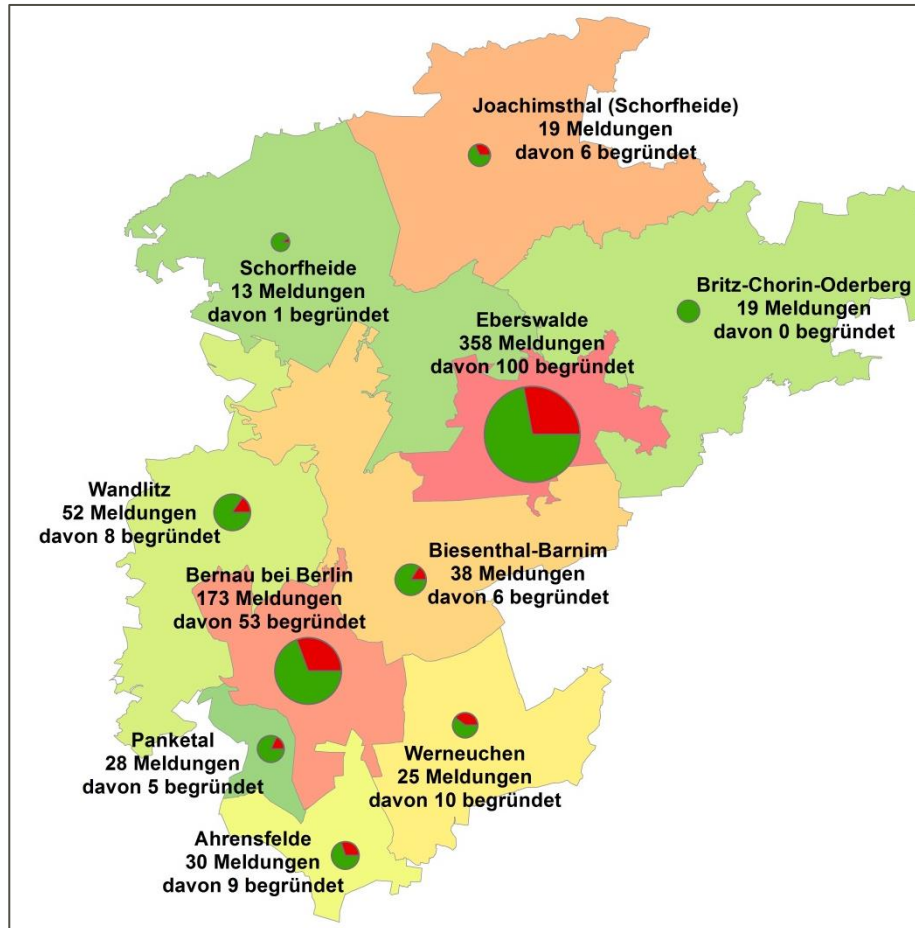 Joachimsthal (Schorfheide)
19 Meldungen
davon 6 begründet
Schorfheide
13 Meldungen
davon 1 begründet
Britz-Chorin-Oderberg
19 Meldungen
davon 0 begründet
Eberswalde
358 Meldungen
davon 100 begründet
Wandlitz
52 Meldungen
davon 8 begründet
Biesenthal-Barnim
38 Meldungen
davon 6 begründet
Bernau bei Berlin
173 Meldungen
davon 53 begründet
Panketal
28 Meldungen
davon 5 begründet
Werneuchen
25 Meldungen
davon 10 begründet
Ahrensfelde
30 Meldungen
davon 9 begründet